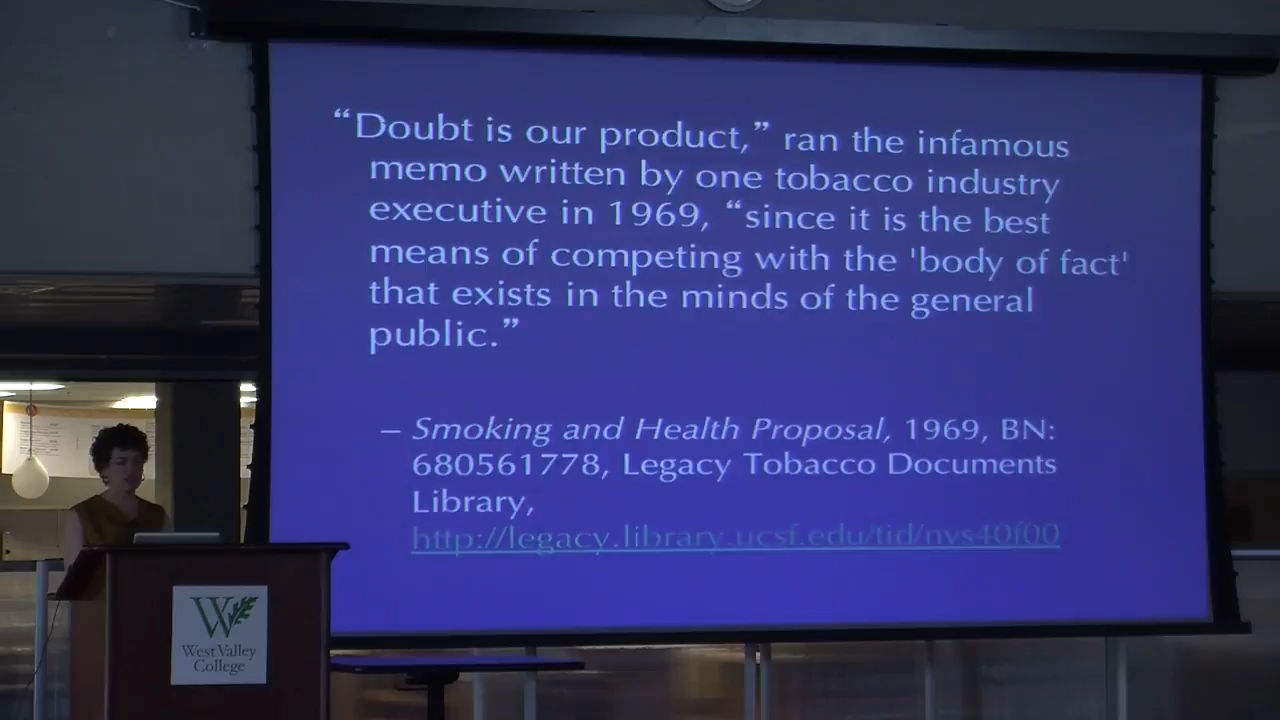 “Doubt is our product,” ran the infamous
memo written by one tobacco industry
executive in 1969, “since it is the best
means of competing with the 'body of fact'
that exists in the minds of the general
public.”
– Smoking and Health Proposal, 1969, BN:
680561778, Legacy Tobacco Documents
Library,
http://legacy.library.ucsf.edu/tid/nvs40f00
W
West Valley
College